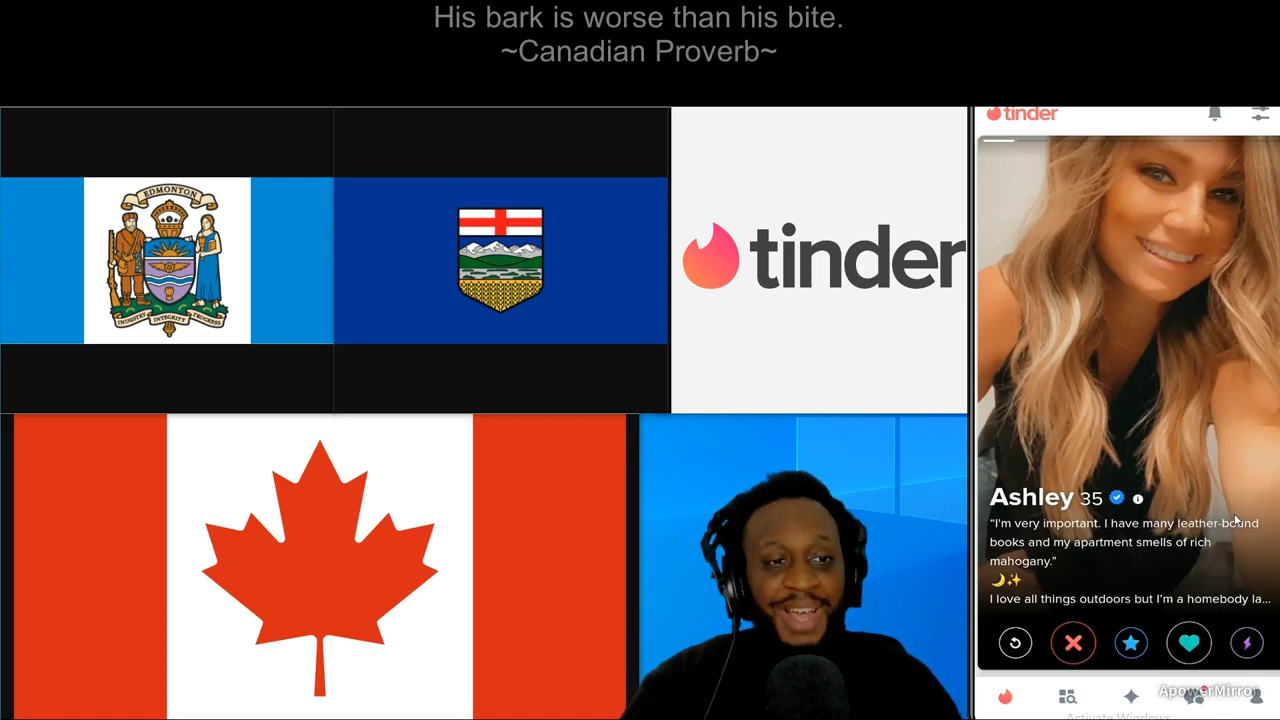 His bark is worse than his bite.
~Canadian Proverb~
EDMONTON
INDUSTRY INTEGRITY PROGRESS
tinder
tinder
Ashley 35
"I'm very important. I have many leather-bound
books and my apartment smells of rich
mahogany."
🌙✨
I love all things outdoors but I'm a homebody la...
ApowerMirror
Activate Windows